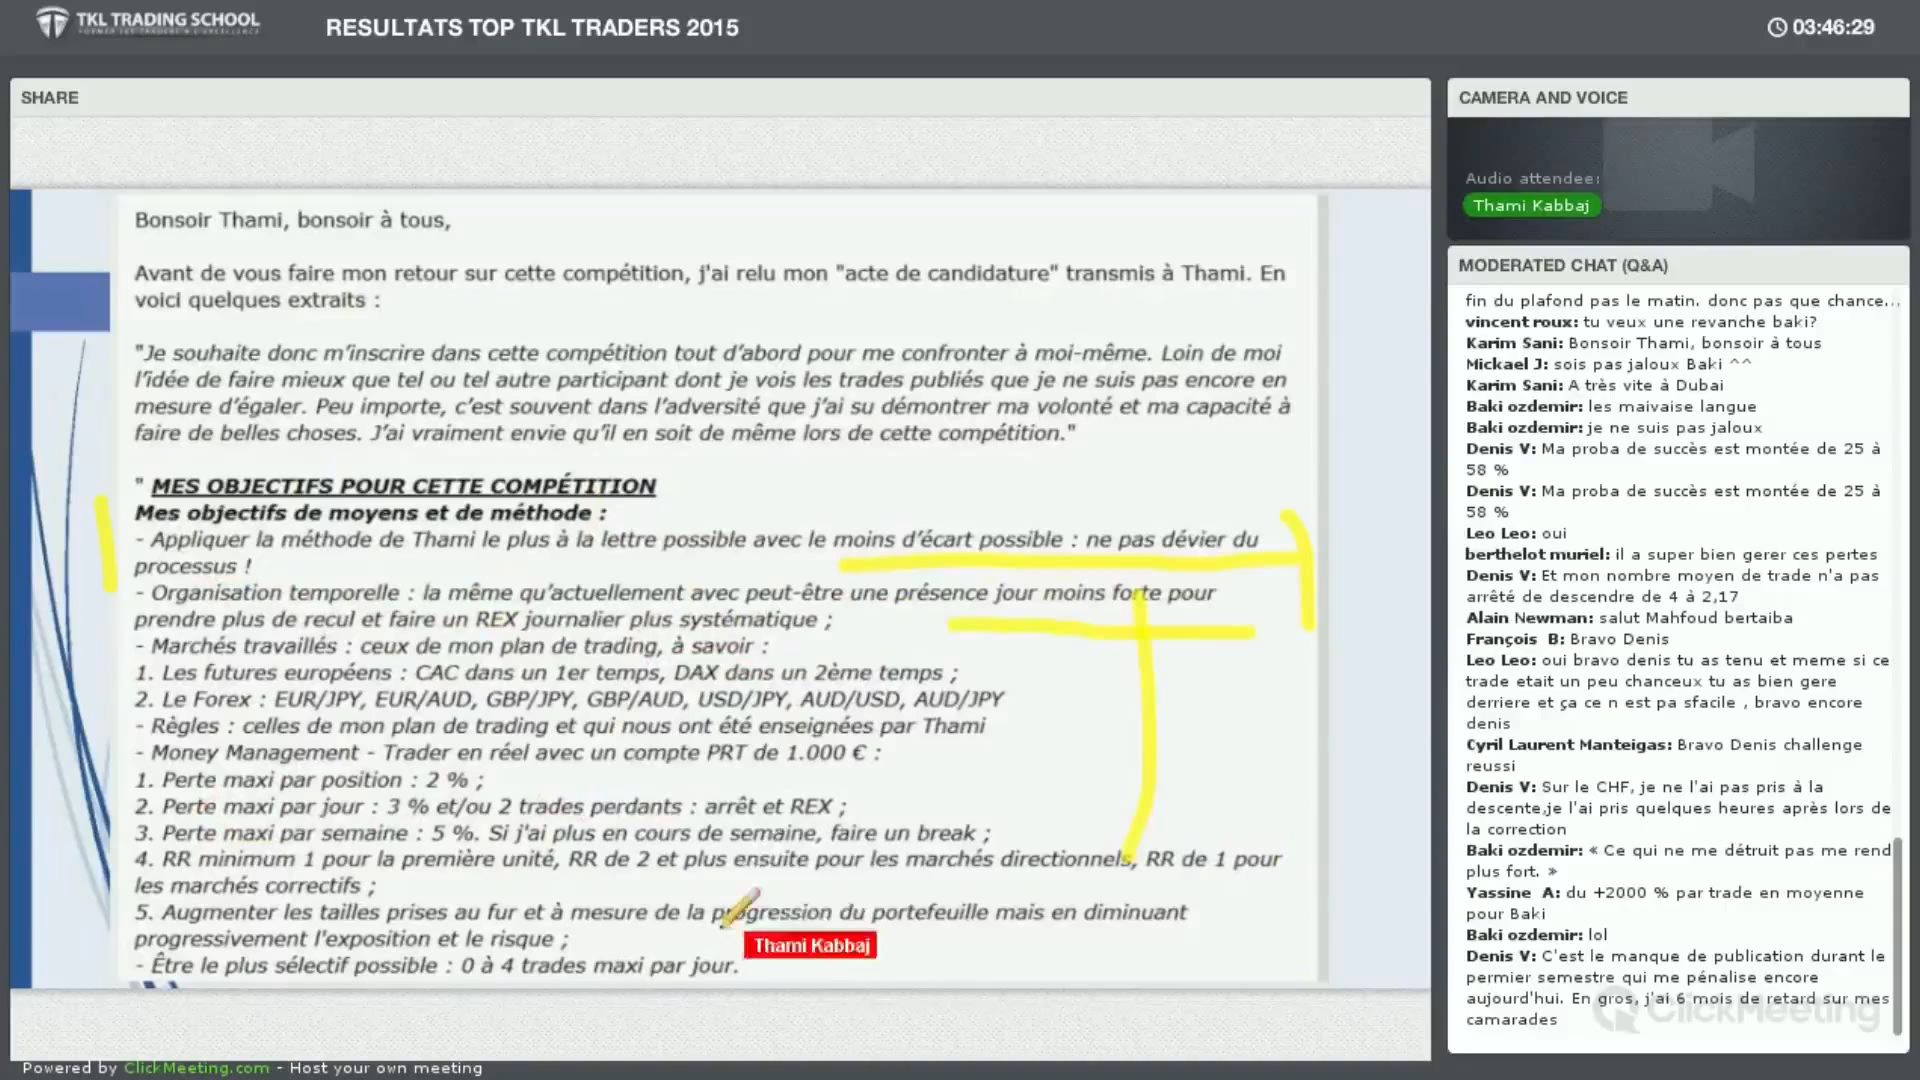 TKL TRADING SCHOOL
RESULTATS TOP TKL TRADERS 2015
03:46:29
SHARE
Bonsoir Thami, bonsoir à tous,
Avant de vous faire mon retour sur cette compétition, j'ai relu mon "acte de candidature" transmis à Thami. En
voici quelques extraits :
"Je souhaite donc m’inscrire dans cette compétition tout d’abord pour me confronter à moi-même. Loin de moi
l’idée de faire mieux que tel ou tel autre participant dont je vois les trades publiés que je ne suis pas encore en
mesure d’égaler. Peu importe, c’est souvent dans l’adversité que j’ai su démontrer ma volonté et ma capacité à
faire de belles choses. J’ai vraiment envie qu’il en soit de même lors de cette compétition."
" MES OBJECTIFS POUR CETTE COMPÉTITION
Mes objectifs de moyens et de méthode :
- Appliquer la méthode de Thami le plus à la lettre possible avec le moins d’écart possible : ne pas dévier du
processus !
- Organisation temporelle : la même qu’actuellement avec peut-être une présence jour moins forte pour
prendre plus de recul et faire un REX journalier plus systématique ;
- Marchés travaillés : ceux de mon plan de trading, à savoir :
1. Les futures européens : CAC dans un 1er temps, DAX dans un 2ème temps ;
2. Le Forex : EUR/JPY, EUR/AUD, GBP/JPY, GBP/AUD, USD/JPY, AUD/USD, AUD/JPY
- Règles : celles de mon plan de trading et qui nous ont été enseignées par Thami
- Money Management - Trader en réel avec un compte PRT de 1.000 € :
1. Perte maxi par position : 2 % ;
2. Perte maxi par jour : 3 % et/ou 2 trades perdants : arrêt et REX ;
3. Perte maxi par semaine : 5 %. Si j'ai plus en cours de semaine, faire un break ;
4. RR minimum 1 pour la première unité, RR de 2 et plus ensuite pour les marchés directionnels, RR de 1 pour
les marchés correctifs ;
5. Augmenter les tailles prises au fur et à mesure de la progression du portefeuille mais en diminuant
progressivement l'exposition et le risque ;
- Être le plus sélectif possible : 0 à 4 trades maxi par jour.
Thami Kabbaj
CAMERA AND VOICE
Audio attendee:
Thami Kabbaj
MODERATED CHAT (Q&A)
fin du plafond pas le matin. donc pas que chance...
vincent roux: tu veux une revanche baki?
Karim Sani: Bonsoir Thami, bonsoir à tous
Mickael J: sois pas jaloux Baki ^^
Karim Sani: A très vite à Dubai
Baki ozdemir: les maivaise langue
Baki ozdemir: je ne suis pas jaloux
Denis V: Ma proba de succès est montée de 25 à
58 %
Denis V: Ma proba de succès est montée de 25 à
58 %
Leo Leo: oui
berthelot muriel: il a super bien gerer ces pertes
Denis V: Et mon nombre moyen de trade n'a pas
arrêté de descendre de 4 à 2,17
Alain Newman: salut Mahfoud bertaiba
François B: Bravo Denis
Leo Leo: oui bravo denis tu as tenu et meme si ce
trade etait un peu chanceux tu as bien gere
derriere et ça ce n est pa sfacile , bravo encore
denis
Cyril Laurent Manteigas: Bravo Denis challenge
reussi
Denis V: Sur le CHF, je ne l'ai pas pris à la
descente,je l'ai pris quelques heures après lors de
la correction
Baki ozdemir: « Ce qui ne me détruit pas me rend
plus fort. »
Yassine A: du +2000 % par trade en moyenne
pour Baki
Baki ozdemir: lol
Denis V: C'est le manque de publication durant le
permier semestre qui me pénalise encore
aujourd'hui. En gros, j'ai 6 mois de retard sur mes
camarades
ClickMeeting
Powered by ClickMeeting.com - Host your own meeting